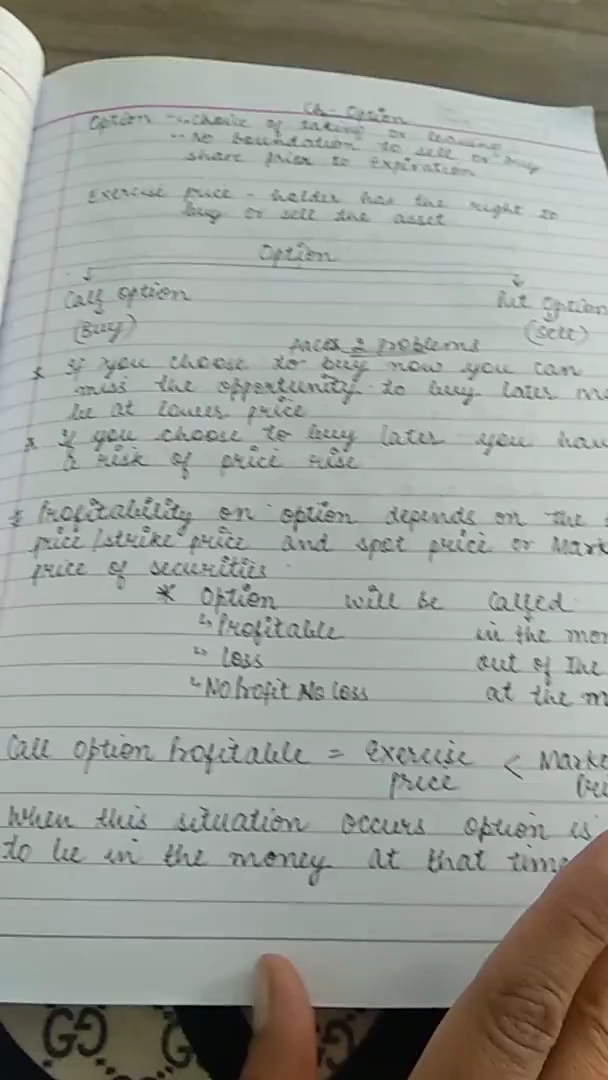 Ch - Option
Option - choice of taking or leaving
No boundation to sell or buy
share prior to expiration
Exercise price - holder has the right to
buy or sell the asset
Option
Call option
Put Option
(Buy)
(Sell)
faces 2 problems
* If you choose to buy now you can
miss the opportunity to buy later
be at lower price
* If you choose to buy later you hav
a risk of price rise
* Profitability on option depends on the
price/strike price and spot price or Mark
price of securities.
* Option will be called
Profitable in the mon
Loss out of The
No Profit No Loss at the m
Call option Profitable = exercise < Marke
price
When this situation occurs option is
to be in the money at that time
GG
G